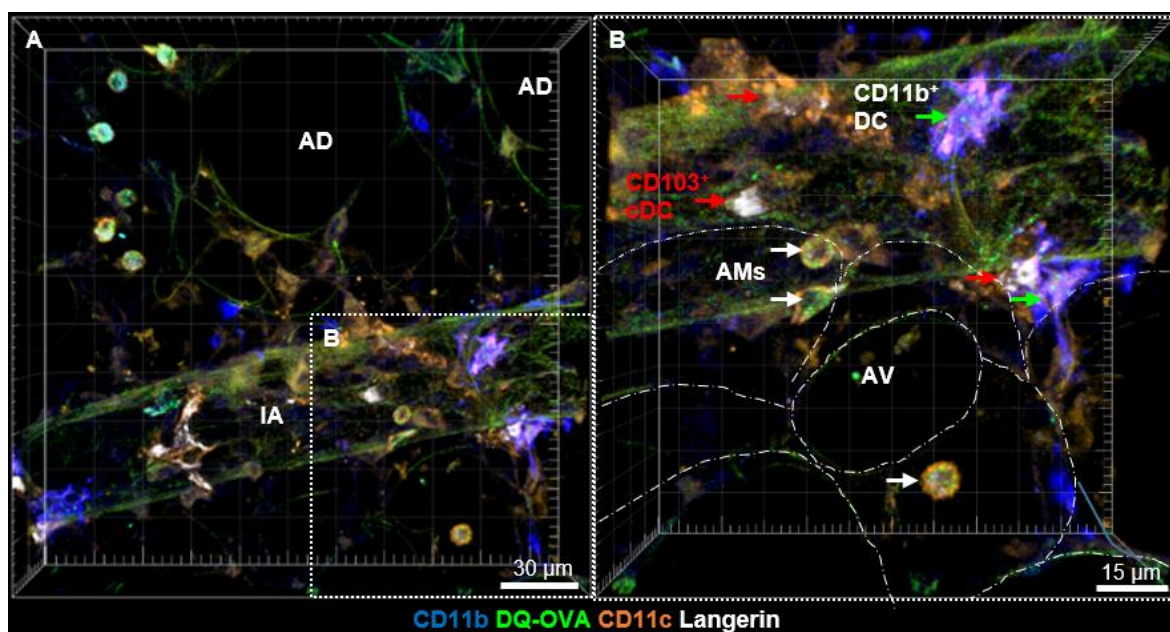 A
AD
AD
B
IA
30 µm
B
CD11b⁺
DC
CD103⁺
cDC
AMs
AV
15 µm
CD11b DQ-OVA CD11c Langerin